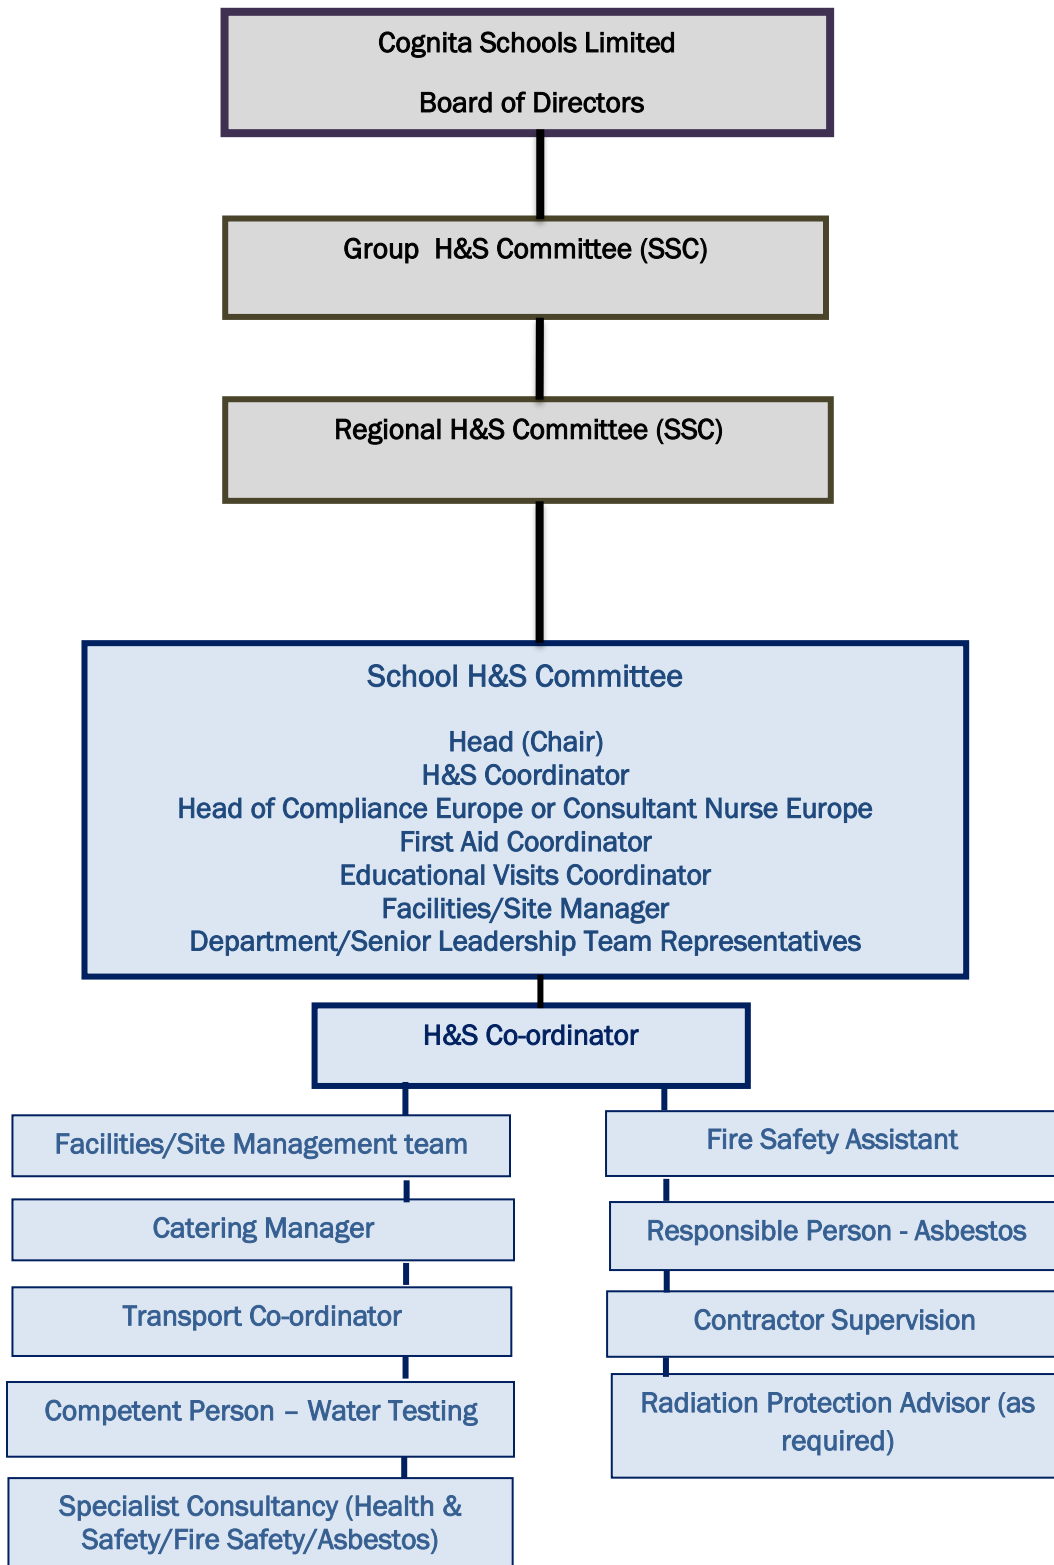 Cognita Schools Limited
Board of Directors
Group H&S Committee (SSC)
Regional H&S Committee (SSC)
School H&S Committee
Head (Chair)
H&S Coordinator
Head of Compliance Europe or Consultant Nurse Europe
First Aid Coordinator
Educational Visits Coordinator
Facilities/Site Manager
Department/Senior Leadership Team Representatives
H&S Co-ordinator
Facilities/Site Management team
Catering Manager
Transport Co-ordinator
Competent Person – Water Testing
Specialist Consultancy (Health &
Safety/Fire Safety/Asbestos)
Fire Safety Assistant
Responsible Person - Asbestos
Contractor Supervision
Radiation Protection Advisor (as
required)